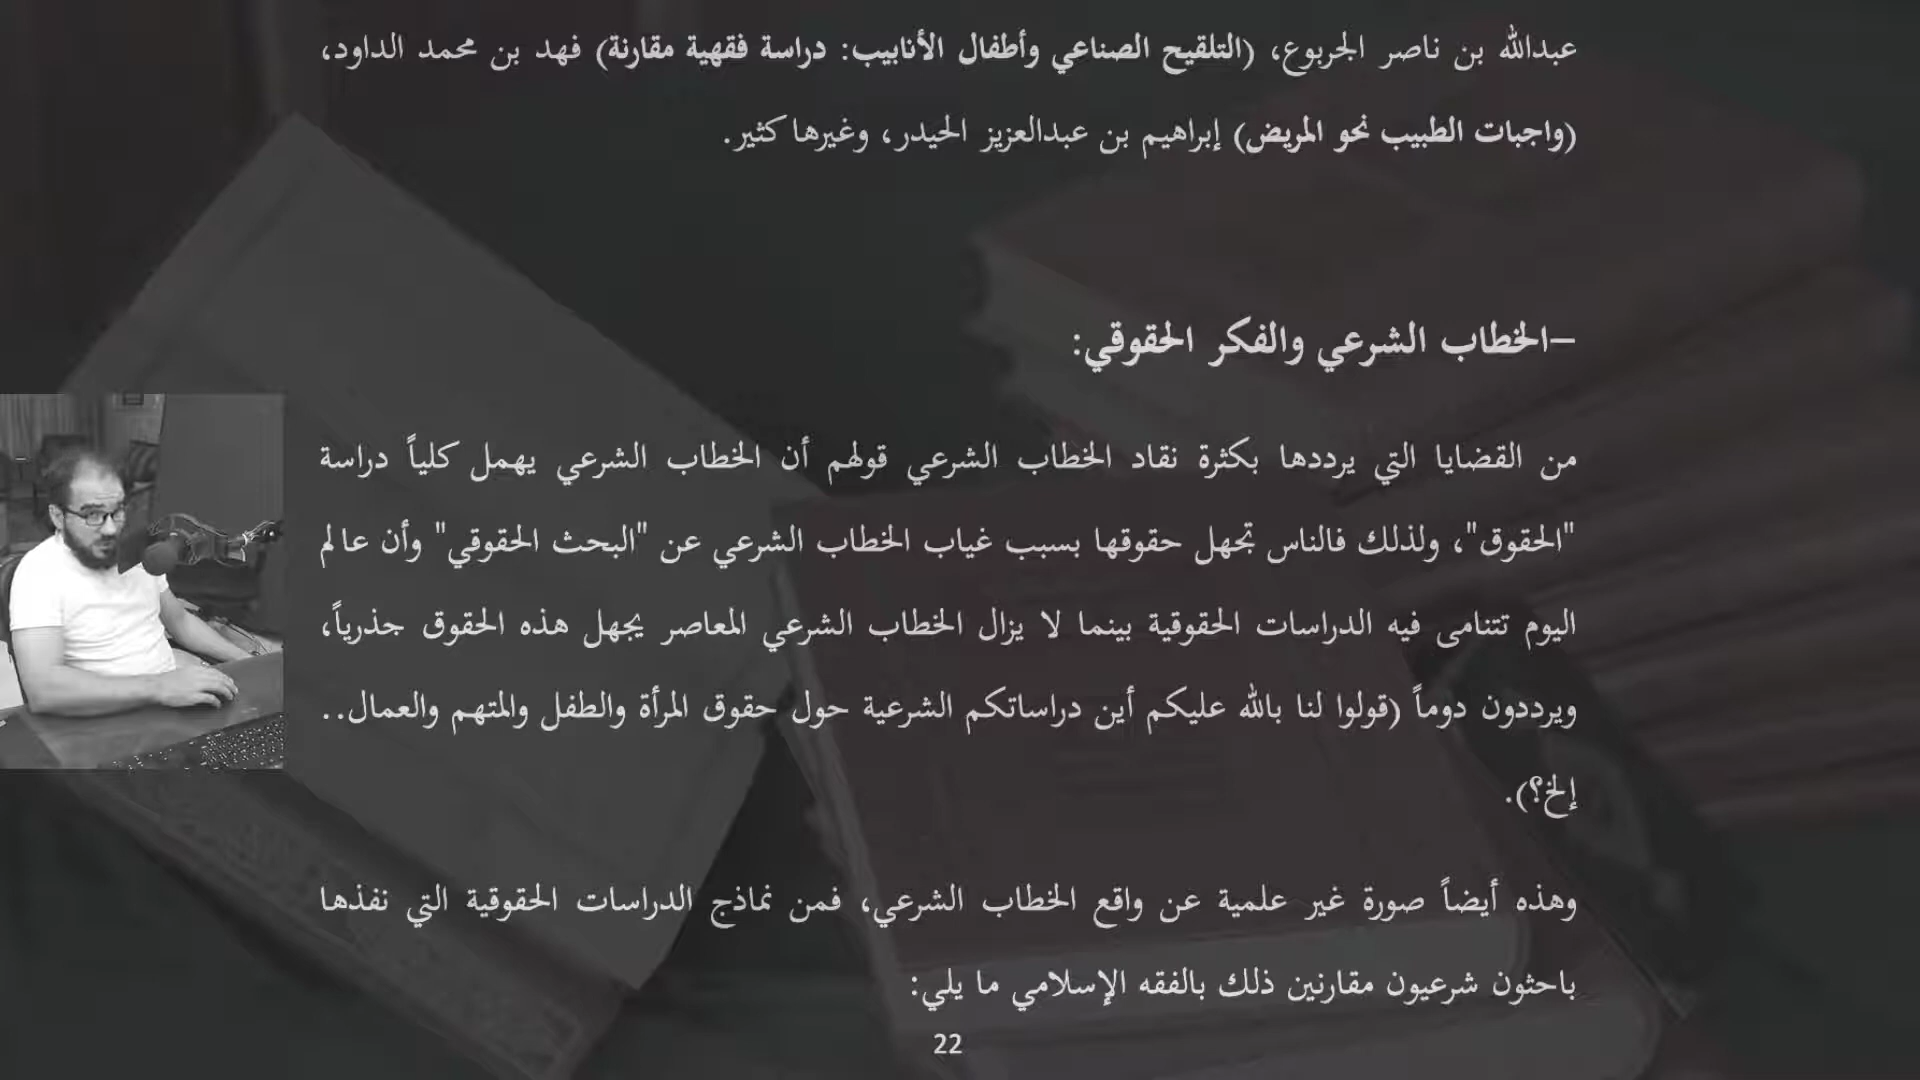 عبدالله بن ناصر الجربوع، (التلقيح الصناعي وأطفال الأنابيب: دراسة فقهية مقارنة) فهد بن محمد الداود،
(واجبات الطبيب نحو المريض) إبراهيم بن عبدالعزيز الحيدر، وغيرها كثير.
-الخطاب الشرعي والفكر الحقوقي:
من القضايا التي يرددها بكثرة نقاد الخطاب الشرعي قولهم أن الخطاب الشرعي يهمل كلياً دراسة
"الحقوق"، ولذلك فالناس تجهل حقوقها بسبب غياب الخطاب الشرعي عن "البحث الحقوقي" وأن عالم
اليوم تتنامى فيه الدراسات الحقوقية بينما لا يزال الخطاب الشرعي المعاصر يجهل هذه الحقوق جذرياً،
ويرددون دوماً (قولوا لنا بالله عليكم أين دراساتكم الشرعية حول حقوق المرأة والطفل والمتهم والعمال..
إلخ؟).
وهذه أيضاً صورة غير علمية عن واقع الخطاب الشرعي، فمن نماذج الدراسات الحقوقية التي نفذها
باحثون شرعيون مقارنين ذلك بالفقه الإسلامي ما يلي:
22